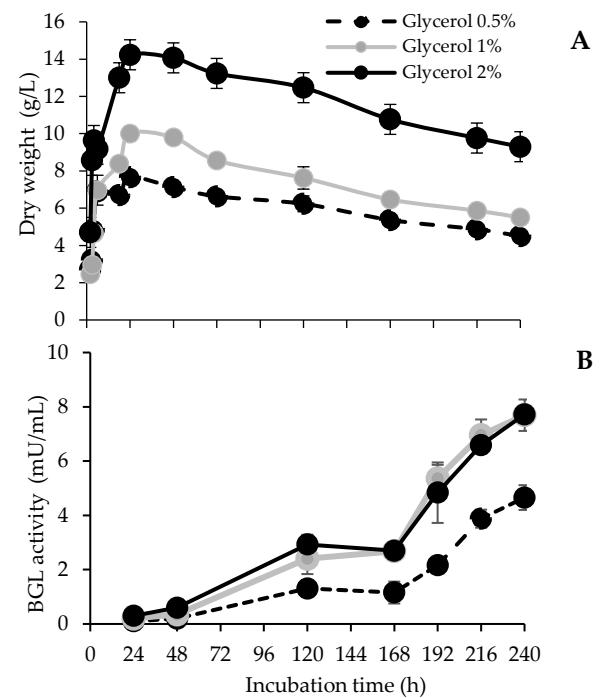 16
14
12
10
8
6
4
2
0
Dry weight (g/L)
Glycerol 0.5%
Glycerol 1%
Glycerol 2%
A
10
8
6
4
2
0
BGL activity (mU/mL)
B
0 24 48 72 96 120 144 168 192 216 240
Incubation time (h)